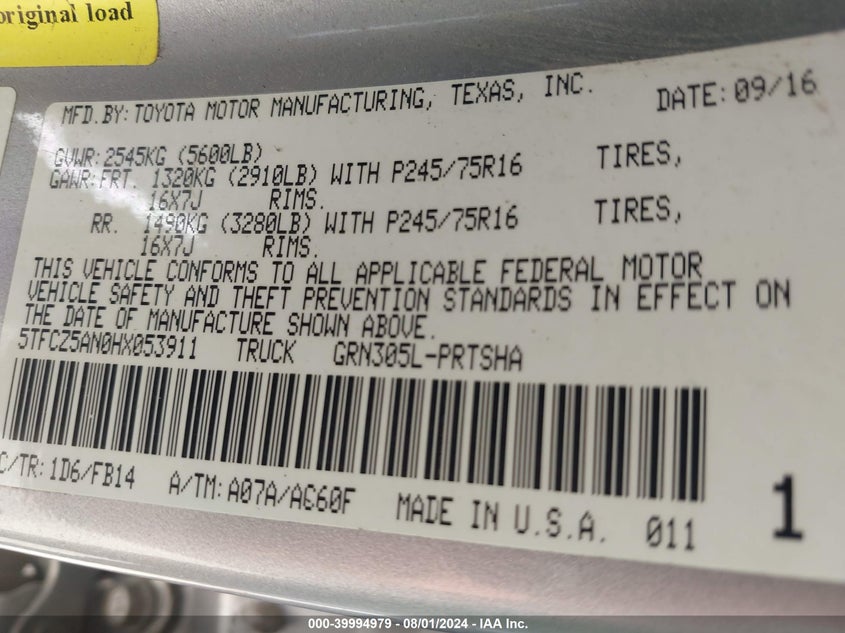 original load
MFD.BY: TOYOTA MOTOR MANUFACTURING, TEXAS, INC. DATE: 09/16
GVWR: 2545KG (5600LB)
GAWR: FRT. 1320KG (2910LB) WITH P245/75R16 TIRES,
16X7J RIMS.
RR. 1490KG (3280LB) WITH P245/75R16 TIRES,
16X7J RIMS.
THIS VEHICLE CONFORMS TO ALL APPLICABLE FEDERAL MOTOR
VEHICLE SAFETY AND THEFT PREVENTION STANDARDS IN EFFECT ON
THE DATE OF MANUFACTURE SHOWN ABOVE.
5TFCZ5AN0HX053911 TRUCK GRN305L-PRTSHA
C/TR: 1D6/FB14 A/TM: A07A/AC60F MADE IN U.S.A. 011 1
000-39994979 - 08/01/2024 - IAA Inc.